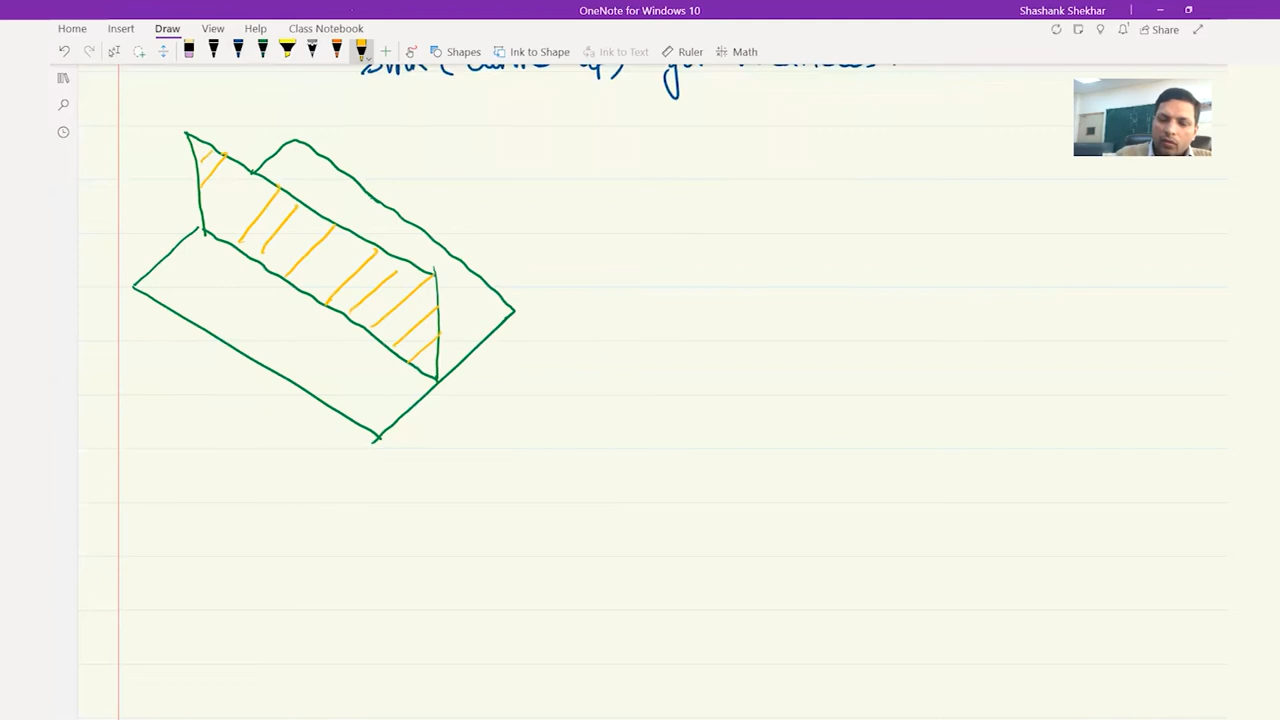 OneNote for Windows 10
Shashank Shekhar
Home Insert Draw View Help Class Notebook
Share
Shapes Ink to Shape Ink to Text Ruler Math